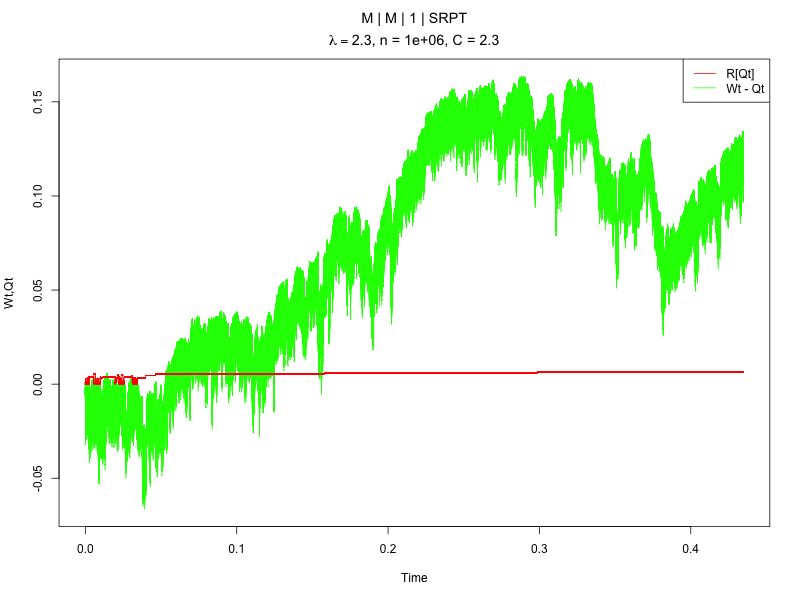 M | M | 1 | SRPT
λ = 2.3, n = 1e+06, C = 2.3
R[Qt]
Wt - Qt
Wt,Qt
0.15
0.10
0.05
0.00
-0.05
0.0 0.1 0.2 0.3 0.4
Time